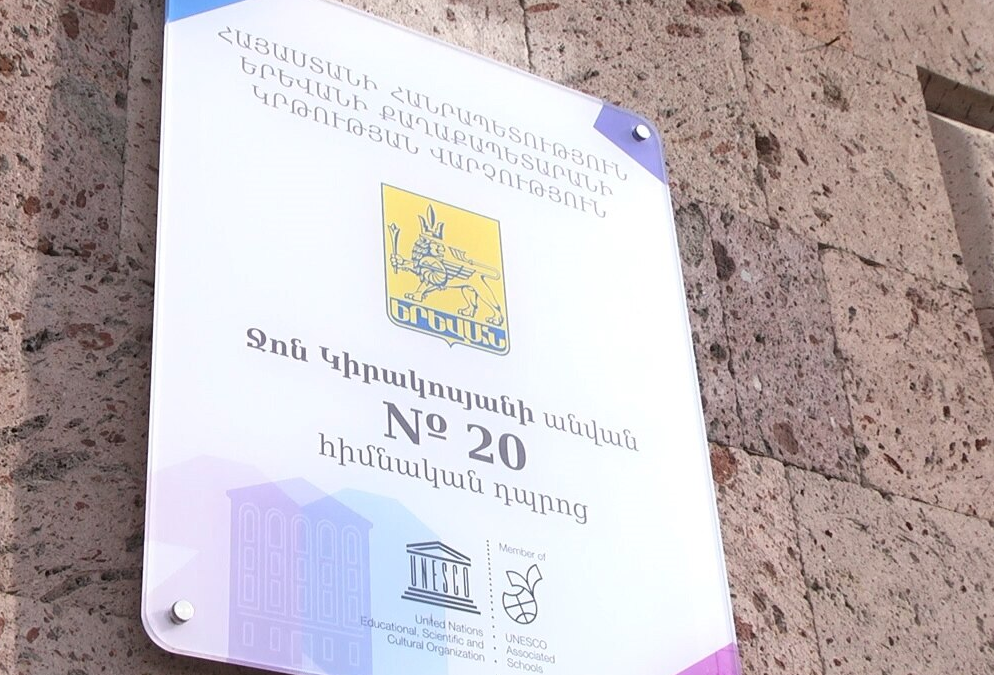 ՀԱՅԱՍՏԱՆԻ ՀԱՆՐԱՊԵՏՈՒԹՅՈՒՆ
ԵՐԵՎԱՆԻ ՔԱՂԱՔԱՊԵՏԱՐԱՆԻ
ԿՐԹՈՒԹՅԱՆ ՎԱՐՉՈՒԹՅՈՒՆ
ԵՐԵՎԱՆ
Ջոն Կիրակոսյանի անվան
№ 20
հիմնական դպրոց
UNESCO
United Nations
Educational, Scientific and
Cultural Organization
Member of
UNESCO
Associated
Schools